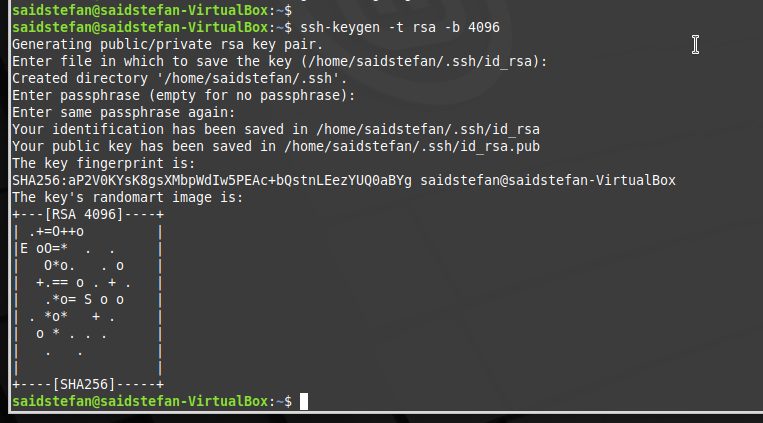 saidstefan@saidstefan-VirtualBox:~$
saidstefan@saidstefan-VirtualBox:~$ ssh-keygen -t rsa -b 4096
Generating public/private rsa key pair.
Enter file in which to save the key (/home/saidstefan/.ssh/id_rsa):
Created directory '/home/saidstefan/.ssh'.
Enter passphrase (empty for no passphrase):
Enter same passphrase again:
Your identification has been saved in /home/saidstefan/.ssh/id_rsa
Your public key has been saved in /home/saidstefan/.ssh/id_rsa.pub
The key fingerprint is:
SHA256:aP2V0KYsK8gsXMbpWdIw5PEAc+bQstnLEezYUQ0aBYg saidstefan@saidstefan-VirtualBox
The key's randomart image is:
+---[RSA 4096]----+
| .+=O++o         |
|E oO=*  .  .     |
|   O*o.   . o    |
|  +.== o . + .   |
|   .*o= S o o    |
| . *o*   + .     |
|  o * . . .      |
|   .   .         |
|                 |
+----[SHA256]-----+
saidstefan@saidstefan-VirtualBox:~$